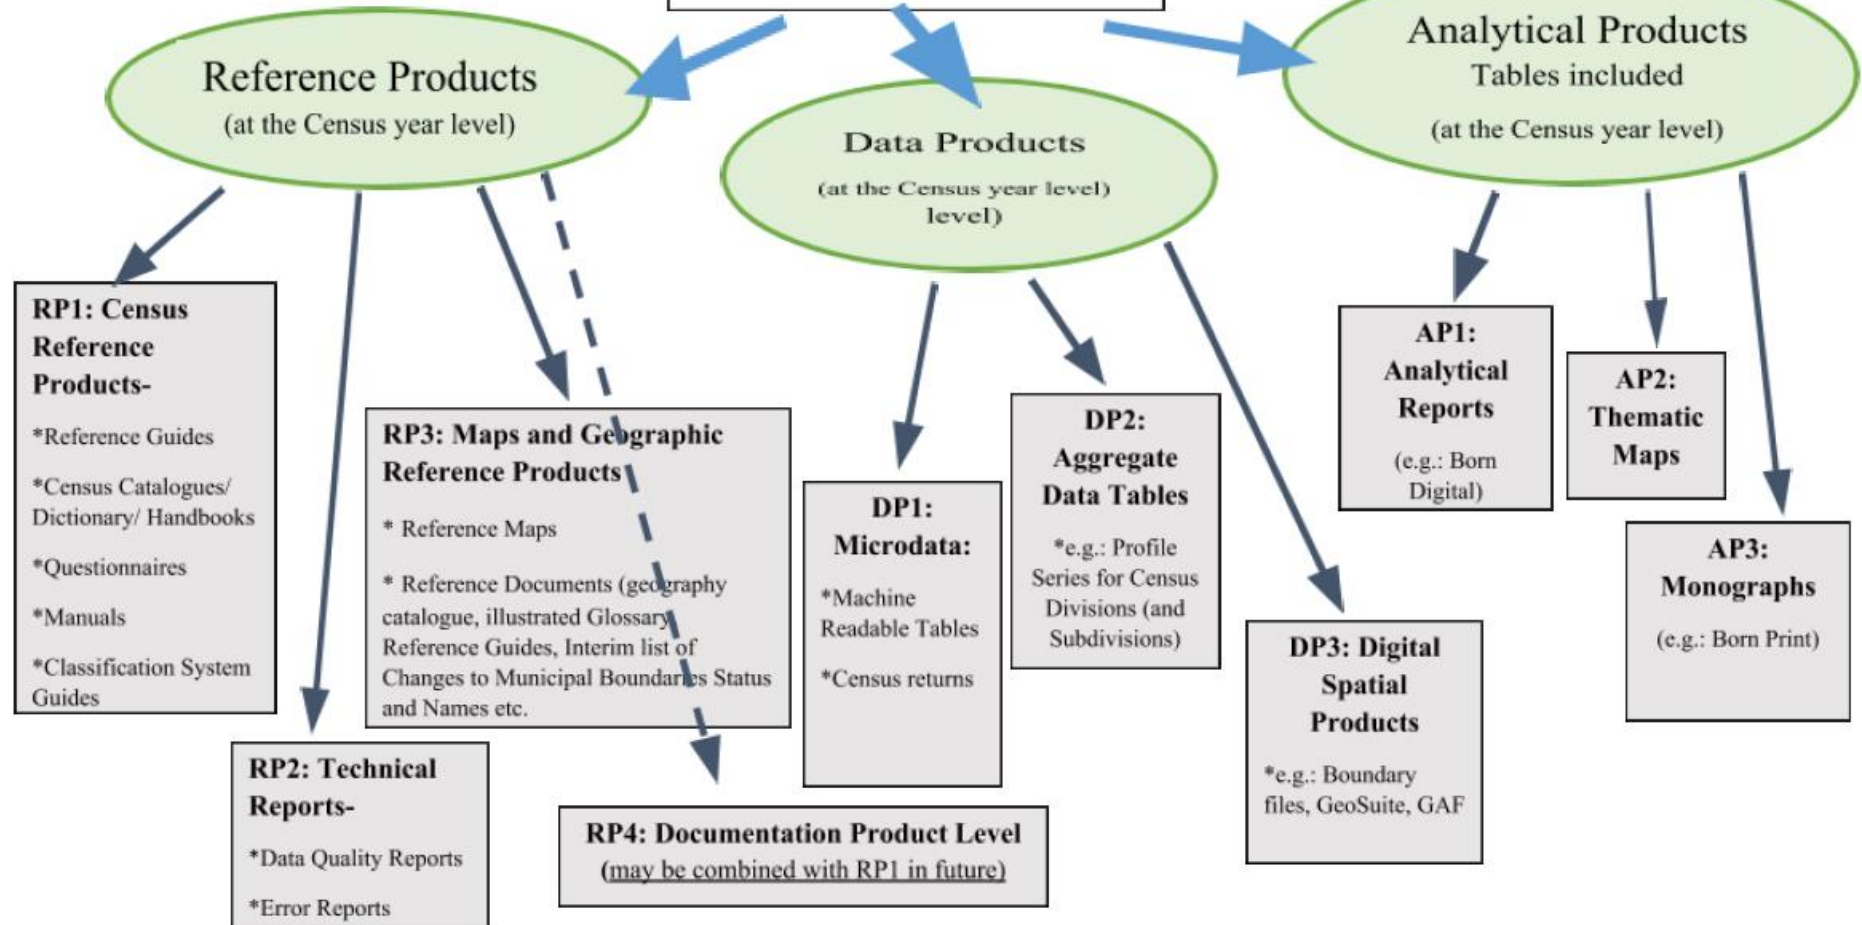 Reference Products
(at the Census year level)
Data Products
(at the Census year level)
level)
Analytical Products
Tables included
(at the Census year level)
RP1: Census
Reference
Products-
*Reference Guides
*Census Catalogues/
Dictionary/ Handbooks
*Questionnaires
*Manuals
*Classification System
Guides
RP2: Technical
Reports-
*Data Quality Reports
*Error Reports
RP3: Maps and Geographic
Reference Products
* Reference Maps
* Reference Documents (geography
catalogue, illustrated Glossary
Reference Guides, Interim list of
Changes to Municipal Boundaries Status
and Names etc.
RP4: Documentation Product Level
(may be combined with RP1 in future)
DP1:
Microdata:
*Machine
Readable Tables
*Census returns
DP2:
Aggregate
Data Tables
*e.g.: Profile
Series for Census
Divisions (and
Subdivisions)
DP3: Digital
Spatial
Products
*e.g.: Boundary
files, GeoSuite, GAF
AP1:
Analytical
Reports
(e.g.: Born
Digital)
AP2:
Thematic
Maps
AP3:
Monographs
(e.g.: Born Print)